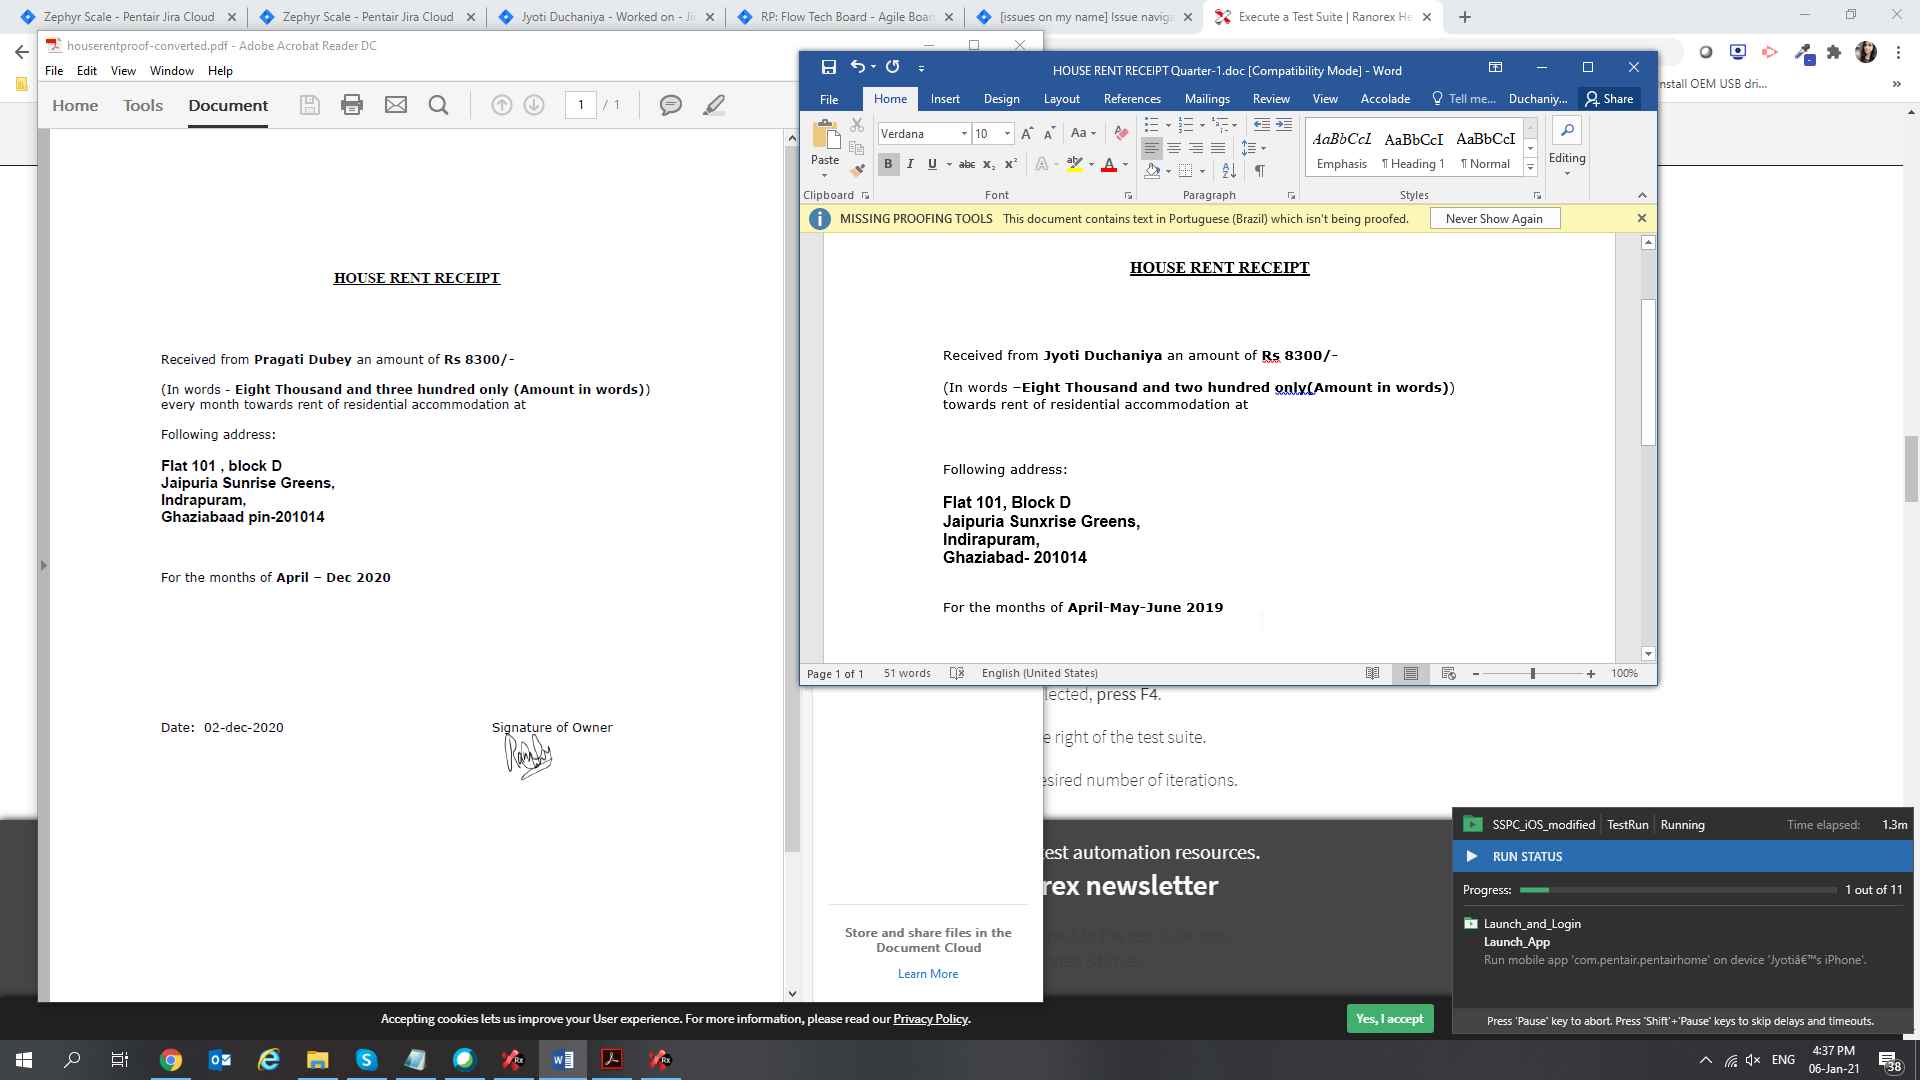 Zephyr Scale - Pentair Jira Cloud
Zephyr Scale - Pentair Jira Cloud
Jyoti Duchaniya - Worked on - Jir
RP: Flow Tech Board - Agile Boar
[issues on my name] Issue naviga
Execute a Test Suite | Ranorex He
nstall OEM USB dri...
houserentproof-converted.pdf - Adobe Acrobat Reader DC
File Edit View Window Help
Home Tools Document 1 / 1
HOUSE RENT RECEIPT
Received from Pragati Dubey an amount of Rs 8300/-
(In words - Eight Thousand and three hundred only (Amount in words))
every month towards rent of residential accommodation at
Following address:
Flat 101 , block D
Jaipuria Sunrise Greens,
Indrapuram,
Ghaziabaad pin-201014
For the months of April – Dec 2020
Date: 02-dec-2020 Signature of Owner
Store and share files in the
Document Cloud
Learn More
HOUSE RENT RECEIPT Quarter-1.doc [Compatibility Mode] - Word
File Home Insert Design Layout References Mailings Review View Accolade Tell me... Duchaniy... Share
Paste
Verdana 10
Aa
B I U abc x₂ x²
AaBbCcI AaBbCcI AaBbCcI
Emphasis ¶ Heading 1 ¶ Normal
Editing
Clipboard Font Paragraph Styles
MISSING PROOFING TOOLS This document contains text in Portuguese (Brazil) which isn't being proofed. Never Show Again
HOUSE RENT RECEIPT
Received from Jyoti Duchaniya an amount of Rs 8300/-
(In words –Eight Thousand and two hundred only(Amount in words))
towards rent of residential accommodation at
Following address:
Flat 101, Block D
Jaipuria Sunxrise Greens,
Indirapuram,
Ghaziabad- 201014
For the months of April-May-June 2019
Page 1 of 1 51 words English (United States) 100%
lected, press F4.
e right of the test suite.
esired number of iterations.
test automation resources.
rex newsletter
SSPC_iOS_modified TestRun Running Time elapsed: 1.3m
RUN STATUS
Progress: 1 out of 11
Launch_and_Login
Launch_App
Run mobile app 'com.pentair.pentairhome' on device 'Jyotiâ€™s iPhone'.
Press 'Pause' key to abort. Press 'Shift'+'Pause' keys to skip delays and timeouts.
Accepting cookies lets us improve your User experience. For more information, please read our Privacy Policy.
Yes, I accept
ENG
4:37 PM
06-Jan-21
38